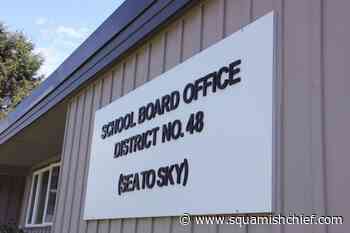 SCHOOL BOARD OFFICE
DISTRICT NO. 48
(SEA TO SKY)
© www.squamishchief.com